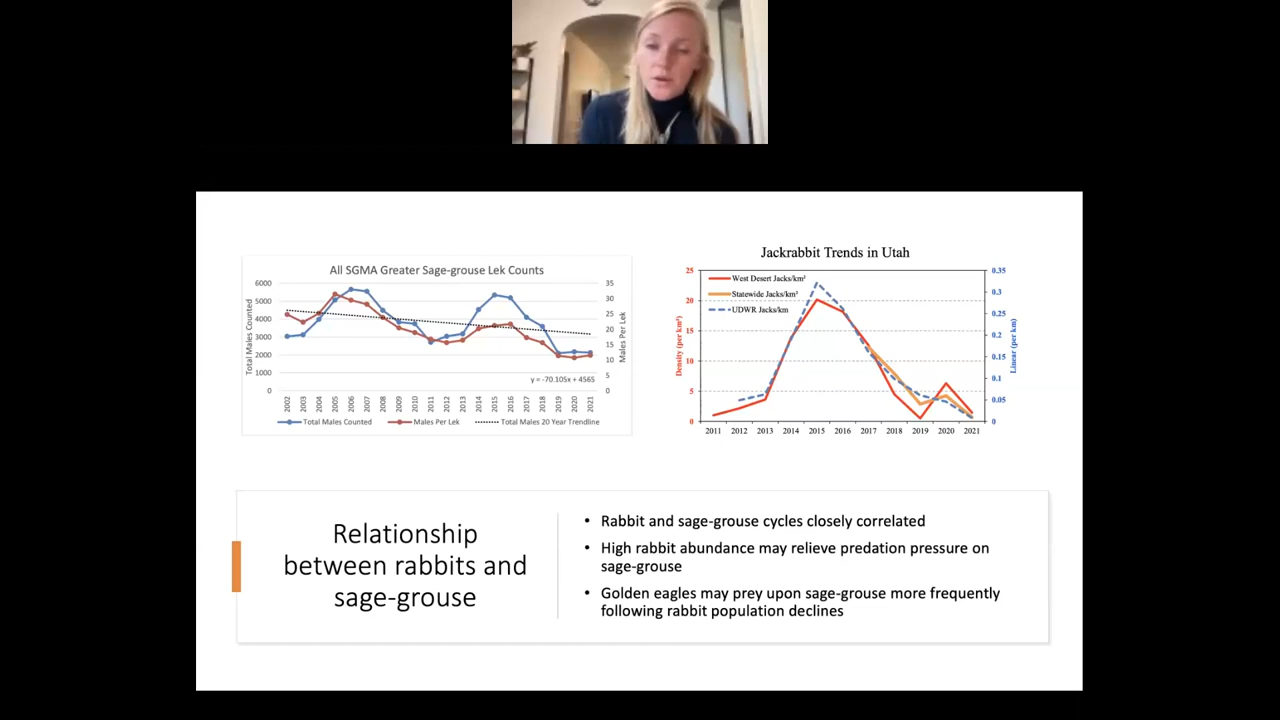 All SGMA Greater Sage-grouse Lek Counts
6000
5000
4000
3000
2000
1000
0
Total Males Counted
35
30
25
20
15
10
5
0
Males Per Lek
y = -70.105x + 4565
2002 2003 2004 2005 2006 2007 2008 2009 2010 2011 2012 2013 2014 2015 2016 2017 2018 2019 2020 2021
Total Males Counted Males Per Lek Total Males 20 Year Trendline
Jackrabbit Trends in Utah
25
20
15
10
5
0
Density (per km²)
West Desert Jacks/km²
Statewide Jacks/km²
UDWR Jacks/km
0.35
0.3
0.25
0.2
0.15
0.1
0.05
0
Linear (per km)
2011 2012 2013 2014 2015 2016 2017 2018 2019 2020 2021
Relationship
between rabbits and
sage-grouse
• Rabbit and sage-grouse cycles closely correlated
• High rabbit abundance may relieve predation pressure on
sage-grouse
• Golden eagles may prey upon sage-grouse more frequently
following rabbit population declines